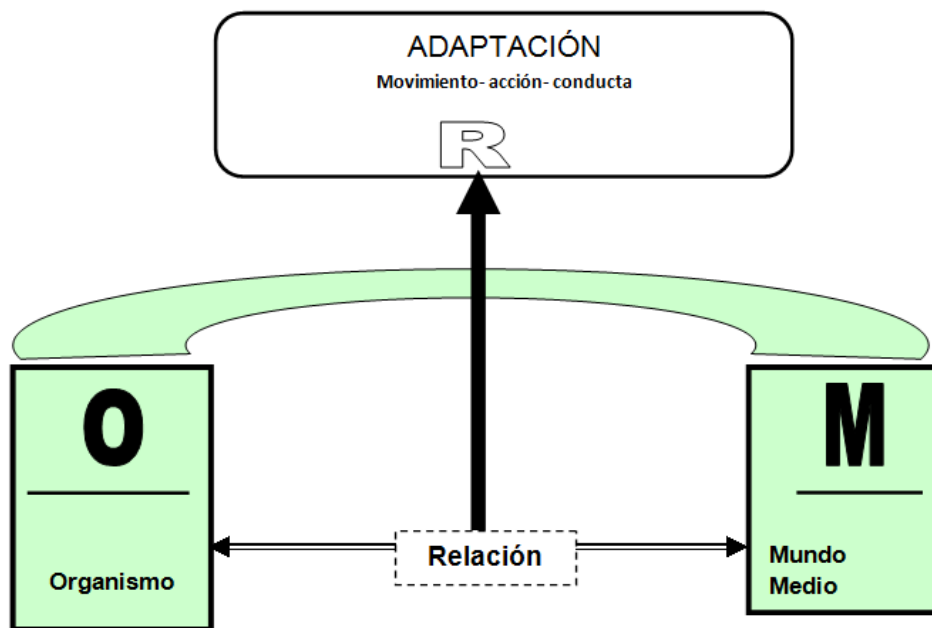 ADAPTACIÓN
Movimiento- acción- conducta
R
O
Organismo
Relación
M
Mundo
Medio